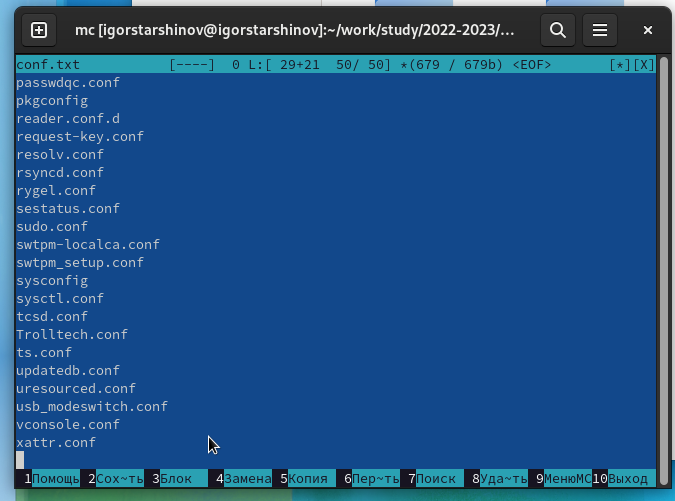 mc [igorstarshinov@igorstarshinov]:~/work/study/2022-2023/...
conf.txt [----] 0 L:[ 29+21 50/ 50] *(679 / 679b) <EOF> [*][X]
passwdqc.conf
pkgconfig
reader.conf.d
request-key.conf
resolv.conf
rsyncd.conf
rygel.conf
sestatus.conf
sudo.conf
swtpm-localca.conf
swtpm_setup.conf
sysconfig
sysctl.conf
tcsd.conf
Trolltech.conf
ts.conf
updatedb.conf
uresourced.conf
usb_modeswitch.conf
vconsole.conf
xattr.conf
1Помощь 2Сох~ть 3Блок 4Замена 5Копия 6Пер~ть 7Поиск 8Уда~ть 9МенюMC10Выход